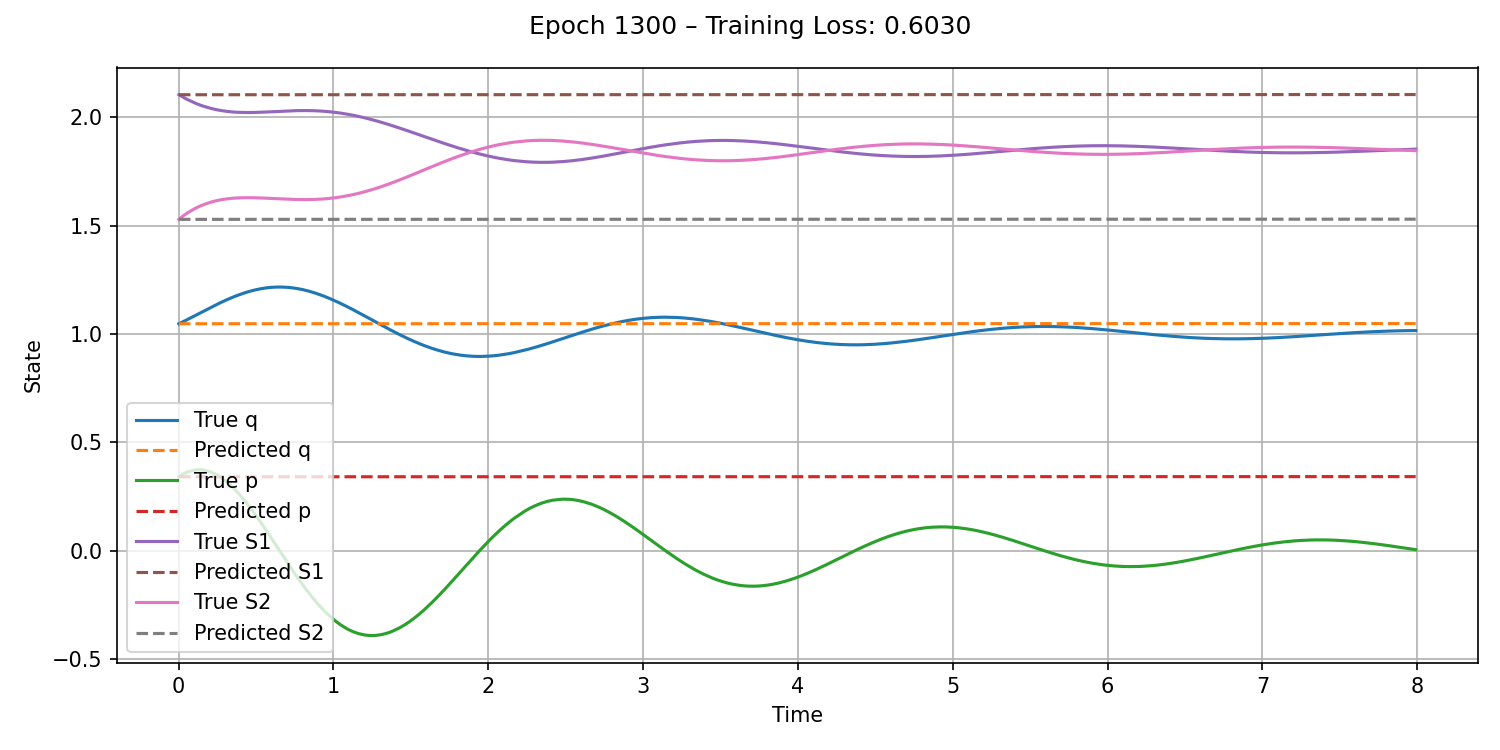 Epoch 1300 – Training Loss: 0.6030
2.0
1.5
1.0
0.5
0.0
−0.5
State
True q
Predicted q
True p
Predicted p
True S1
Predicted S1
True S2
Predicted S2
0 1 2 3 4 5 6 7 8
Time